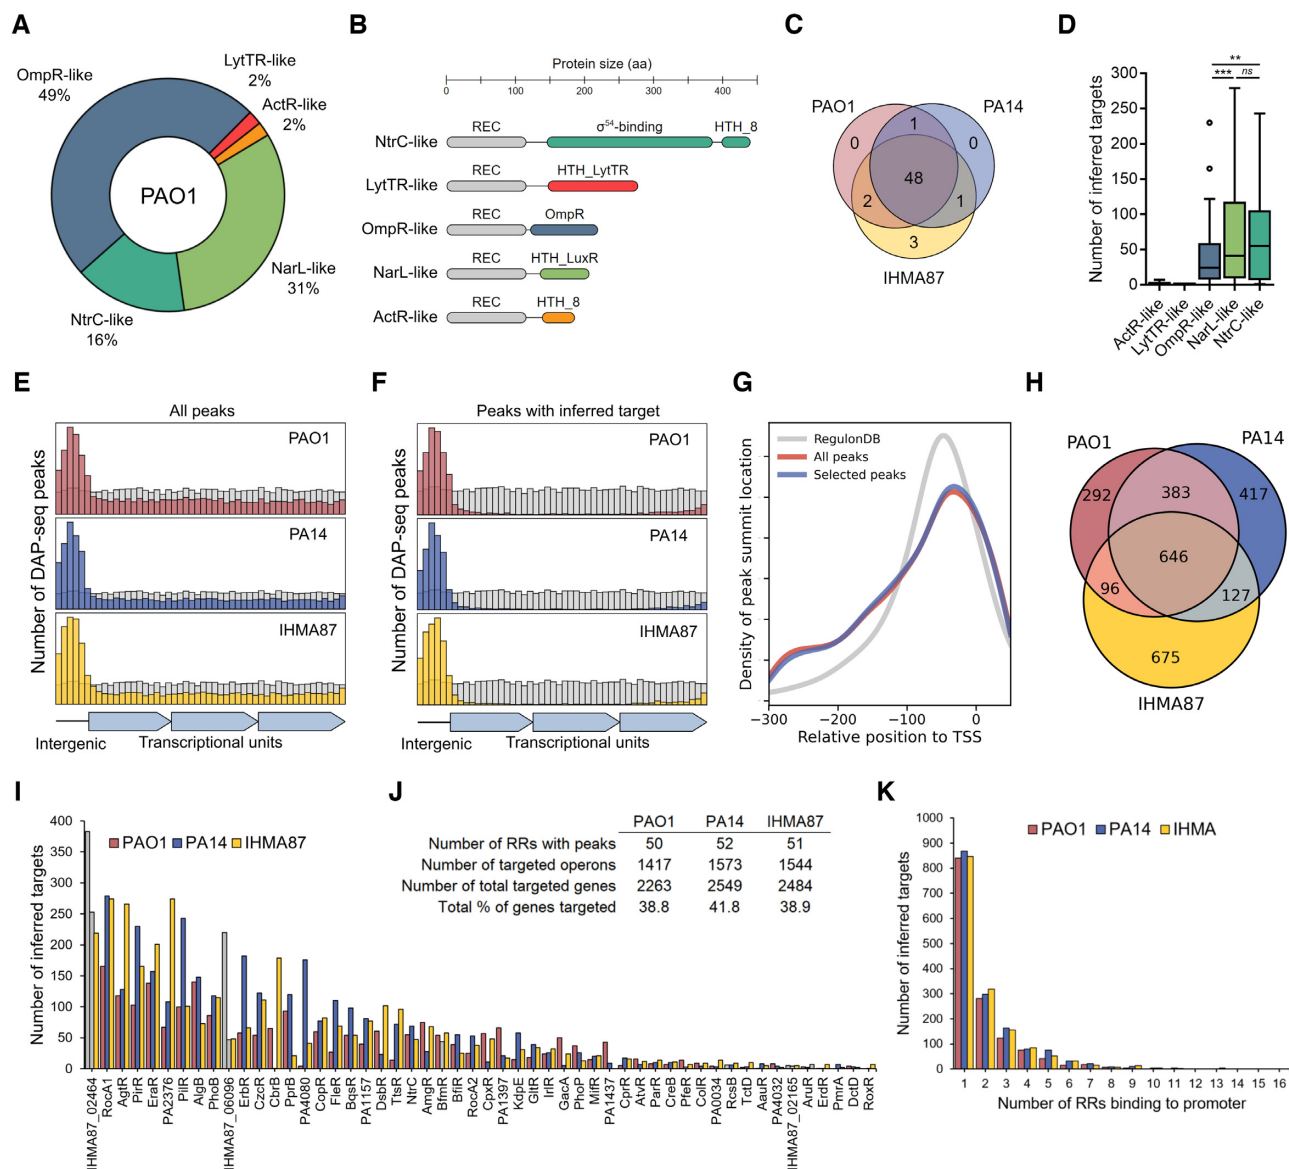 A
OmpR-like
49%
LytTR-like
2%
ActR-like
2%
PAO1
NarL-like
31%
NtrC-like
16%
B
Protein size (aa)
0 100 200 300 400
NtrC-like REC σ54-binding HTH_8
LytTR-like REC HTH_LytTR
OmpR-like REC OmpR
NarL-like REC HTH_LuxR
ActR-like REC HTH_8
C
PAO1 PA14
1
0 0
48
2 1
3
IHMA87
D
Number of inferred targets
300
250
200
150
100
50
0
**
*** ns
ActR-like
LytTR-like
OmpR-like
NarL-like
NtrC-like
E
All peaks
Number of DAP-seq peaks
PAO1
PA14
IHMA87
Intergenic Transcriptional units
F
Peaks with inferred target
Number of DAP-seq peaks
PAO1
PA14
IHMA87
Intergenic Transcriptional units
G
RegulonDB
All peaks
Selected peaks
Density of peak summit location
−300 −200 −100 0
Relative position to TSS
H
PAO1 PA14
292 383 417
646
96 127
675
IHMA87
I
Number of inferred targets
400
350
300
250
200
150
100
50
0
PAO1 PA14 IHMA87
IHMA87_02464
RocA1
AgtR
PirR
EraR
PA2376
PilR
AlgB
PhoB
IHMA87_06096
ErbR
CzcR
CbrB
PprB
PA4080
CopR
FleR
BqsR
PA1157
DsbR
TtsR
NtrC
AmgR
BfmR
BfiR
RocA2
CpxR
PA1397
KdpE
GltR
IrlR
GacA
PhoP
MifR
PA1437
CprR
AtvR
ParR
CreB
PfeR
ColR
PA0034
RcsB
TctD
AauR
PA4032
IHMA87_02165
AruR
ErdR
PrmA
DctD
RoxR
J
PAO1 PA14 IHMA87
Number of RRs with peaks 50 52 51
Number of targeted operons 1417 1573 1544
Number of total targeted genes 2263 2549 2484
Total % of genes targeted 38.8 41.8 38.9
K
Number of inferred targets
1000
900
800
700
600
500
400
300
200
100
0
PAO1 PA14 IHMA
1 2 3 4 5 6 7 8 9 10 11 12 13 14 15 16
Number of RRs binding to promoter